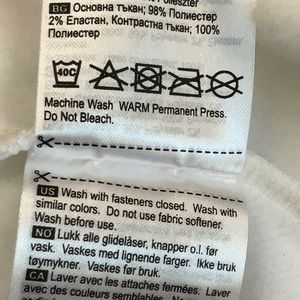 Polieszter
BG Основна тъкан; 98% Полиестер
2% Еластан, Контрастна тъкан; 100%
Полиестер
40C
Machine Wash WARM Permanent Press.
Do Not Bleach.
US Wash with fasteners closed. Wash with
similar colors. Do not use fabric softener.
Wash before use.
NO Lukk alle glidelåser, knapper o.l. før
vask. Vaskes med lignende farger. Ikke bruk
tøymykner. Vaskes før bruk.
CA Laver avec les attaches fermées. Laver
avec des couleurs semblables. Ne pas